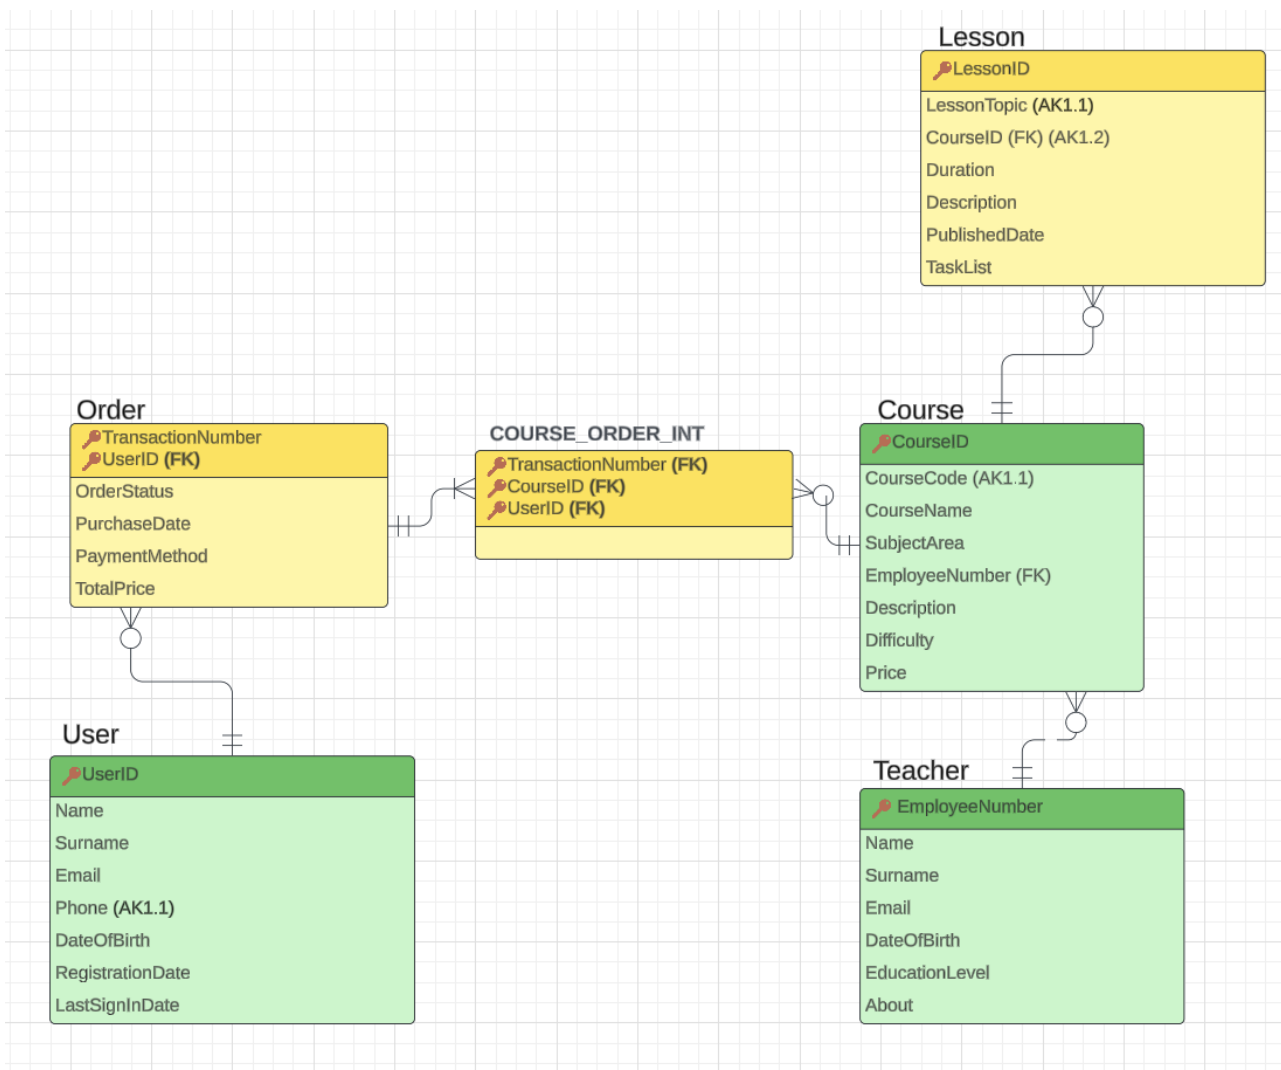 Lesson
LessonID
LessonTopic (AK1.1)
CourseID (FK) (AK1.2)
Duration
Description
PublishedDate
TaskList
Order
TransactionNumber
UserID (FK)
OrderStatus
PurchaseDate
PaymentMethod
TotalPrice
COURSE_ORDER_INT
TransactionNumber (FK)
CourseID (FK)
UserID (FK)
Course
CourseID
CourseCode (AK1.1)
CourseName
SubjectArea
EmployeeNumber (FK)
Description
Difficulty
Price
User
UserID
Name
Surname
Email
Phone (AK1.1)
DateOfBirth
RegistrationDate
LastSignInDate
Teacher
EmployeeNumber
Name
Surname
Email
DateOfBirth
EducationLevel
About